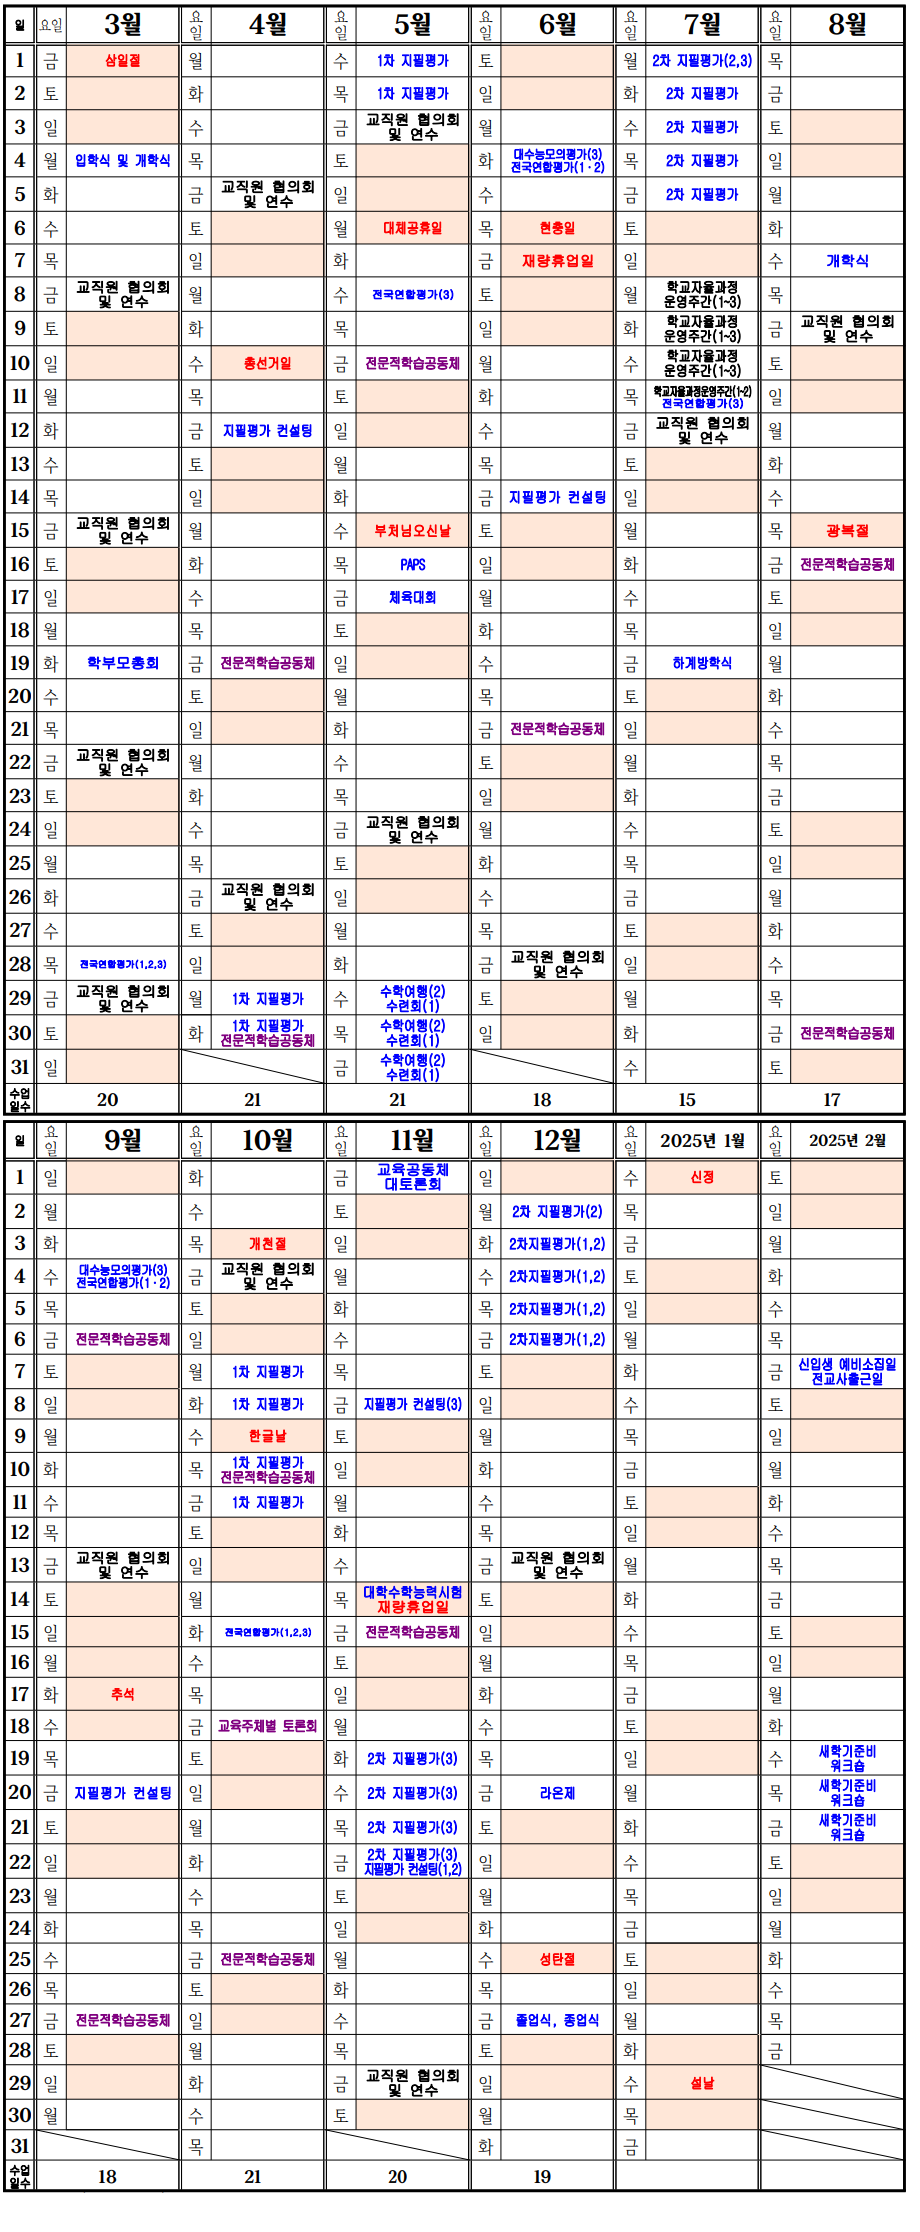 일 요일 3월 요일 4월 요일 5월 요일 6월 요일 7월 요일 8월
1 금 삼일절 월 수 1차 지필평가 토 월 2차 지필평가(2,3) 목
2 토 화 목 1차 지필평가 일 화 2차 지필평가 금
3 일 수 금 교직원 협의회 및 연수 월 수 2차 지필평가 토
4 월 입학식 및 개학식 목 토 화 대수능모의평가(3) 전국연합평가(1·2) 목 2차 지필평가 일
5 화 금 교직원 협의회 및 연수 일 수 금 2차 지필평가 월
6 수 토 월 대체공휴일 목 현충일 토 화
7 목 일 화 금 재량휴업일 일 수 개학식
8 금 교직원 협의회 및 연수 월 수 전국연합평가(3) 토 월 학교자율과정 운영주간(1~3) 목
9 토 화 목 일 화 학교자율과정 운영주간(1~3) 금 교직원 협의회 및 연수
10 일 수 총선거일 금 전문적학습공동체 월 수 학교자율과정 운영주간(1~3) 토
11 월 목 토 화 목 학교자율과정운영주간(1~2) 전국연합평가(3) 일
12 화 금 지필평가 컨설팅 일 수 금 교직원 협의회 및 연수 월
13 수 토 월 목 토 화
14 목 일 화 금 지필평가 컨설팅 일 수
15 금 교직원 협의회 및 연수 월 수 부처님오신날 토 월 목 광복절
16 토 화 목 PAPS 일 화 금 전문적학습공동체
17 일 수 금 체육대회 월 수 토
18 월 목 토 화 목 일
19 화 학부모총회 금 전문적학습공동체 일 수 금 하계방학식 월
20 수 토 월 목 토 화
21 목 일 화 금 전문적학습공동체 일 수
22 금 교직원 협의회 및 연수 월 수 토 월 목
23 토 화 목 일 화 금
24 일 수 금 교직원 협의회 및 연수 월 수 토
25 월 목 토 화 목 일
26 화 금 교직원 협의회 및 연수 일 수 금 월
27 수 토 월 목 토 화
28 목 전국연합평가(1,2,3) 일 화 금 교직원 협의회 및 연수 일 수
29 금 교직원 협의회 및 연수 월 1차 지필평가 수 수학여행(2) 수련회(1) 토 월 목
30 토 화 1차 지필평가 전문적학습공동체 목 수학여행(2) 수련회(1) 일 화 금 전문적학습공동체
31 일 금 수학여행(2) 수련회(1) 수 토
수업일수 20 21 21 18 15 17
일 요일 9월 요일 10월 요일 11월 요일 12월 요일 2025년 1월 요일 2025년 2월
1 일 화 금 교육공동체 대토론회 일 수 신정 토
2 월 수 토 월 2차 지필평가(2) 목 일
3 화 목 개천절 일 화 2차지필평가(1,2) 금 월
4 수 대수능모의평가(3) 전국연합평가(1·2) 금 교직원 협의회 및 연수 월 수 2차지필평가(1,2) 토 화
5 목 토 화 목 2차지필평가(1,2) 일 수
6 금 전문적학습공동체 일 수 금 2차지필평가(1,2) 월 목
7 토 월 1차 지필평가 목 토 화 금 신입생 예비소집일 전교사출근일
8 일 화 1차 지필평가 금 지필평가 컨설팅(3) 일 수 토
9 월 수 한글날 토 월 목 일
10 화 목 1차 지필평가 전문적학습공동체 일 화 금 월
11 수 금 1차 지필평가 월 수 토 화
12 목 토 화 목 일 수
13 금 교직원 협의회 및 연수 일 수 금 교직원 협의회 및 연수 월 목
14 토 월 목 대학수학능력시험 재량휴업일 토 화 금
15 일 화 전국연합평가(1,2,3) 금 전문적학습공동체 일 수 토
16 월 수 토 월 목 일
17 화 추석 목 일 화 금 월
18 수 금 교육주체별 토론회 월 수 토 화
19 목 토 화 2차 지필평가(3) 목 일 수 새학기준비 워크숍
20 금 지필평가 컨설팅 일 수 2차 지필평가(3) 금 라온제 월 목 새학기준비 워크숍
21 토 월 목 2차 지필평가(3) 토 화 금 새학기준비 워크숍
22 일 화 금 2차 지필평가(3) 지필평가 컨설팅(1,2) 일 수 토
23 월 수 토 월 목 일
24 화 목 일 화 금 월
25 수 금 전문적학습공동체 월 수 성탄절 토 화
26 목 토 화 목 일 수
27 금 전문적학습공동체 일 수 금 졸업식, 종업식 월 목
28 토 월 목 토 화 금
29 일 화 금 교직원 협의회 및 연수 일 수 설날
30 월 수 토 월 목
31 목 화 금
수업일수 18 21 20 19